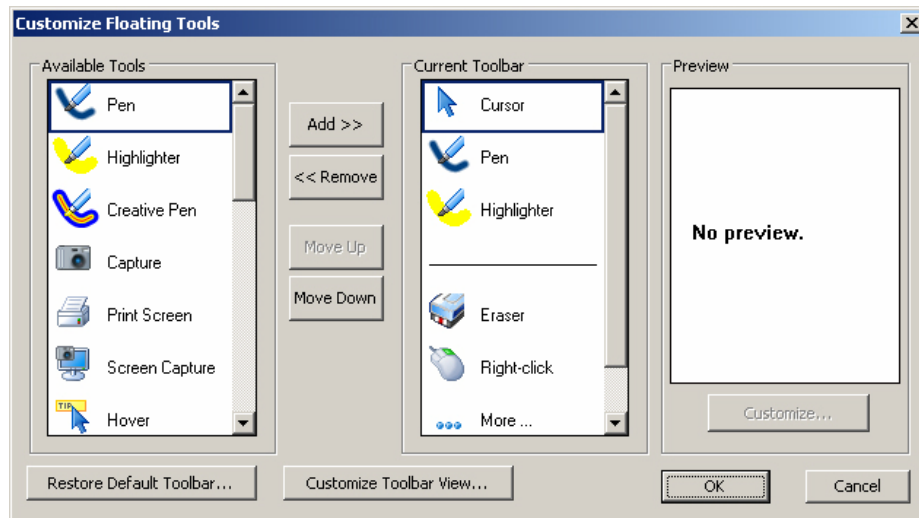 Customize Floating Tools
Available Tools
Pen
Highlighter
Creative Pen
Capture
Print Screen
Screen Capture
TIP
Hover
Add >>
<< Remove
Move Up
Move Down
Current Toolbar
Cursor
Pen
Highlighter
Eraser
Right-click
More ...
Preview
No preview.
Customize...
Restore Default Toolbar...
Customize Toolbar View...
OK
Cancel